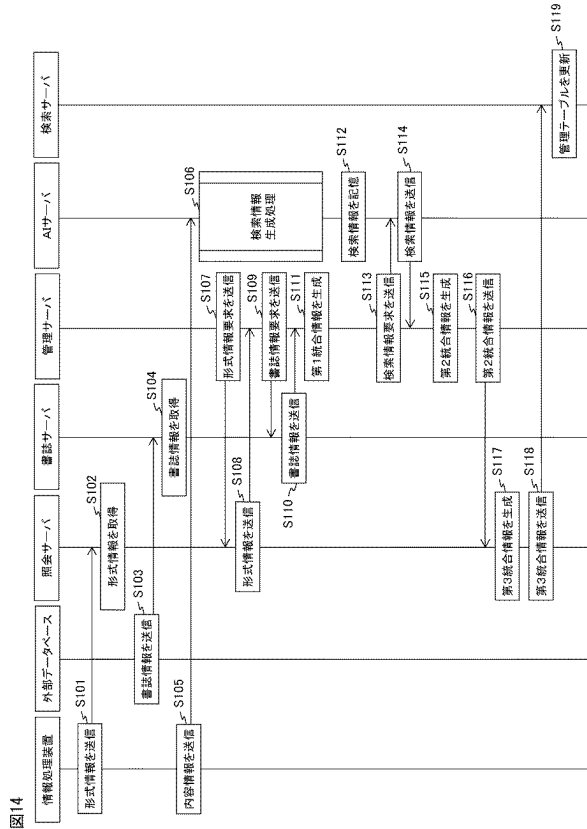 図14
情報処理装置
外部データベース
照会サーバ
書誌サーバ
管理サーバ
AIサーバ
検索サーバ
S101
形式情報を送信
S102
形式情報を取得
S103
書誌情報を送信
S104
書誌情報を取得
S105
内容情報を送信
S106
検索情報
生成処理
S107
形式情報要求を送信
S108
形式情報を送信
S109
書誌情報要求を送信
S110
書誌情報を送信
S111
第1統合情報を生成
S112
検索情報を記憶
S113
検索情報要求を送信
S114
検索情報を送信
S115
第2統合情報を生成
S116
第2統合情報を送信
S117
第3統合情報を生成
S118
第3統合情報を送信
S119
管理テーブルを更新